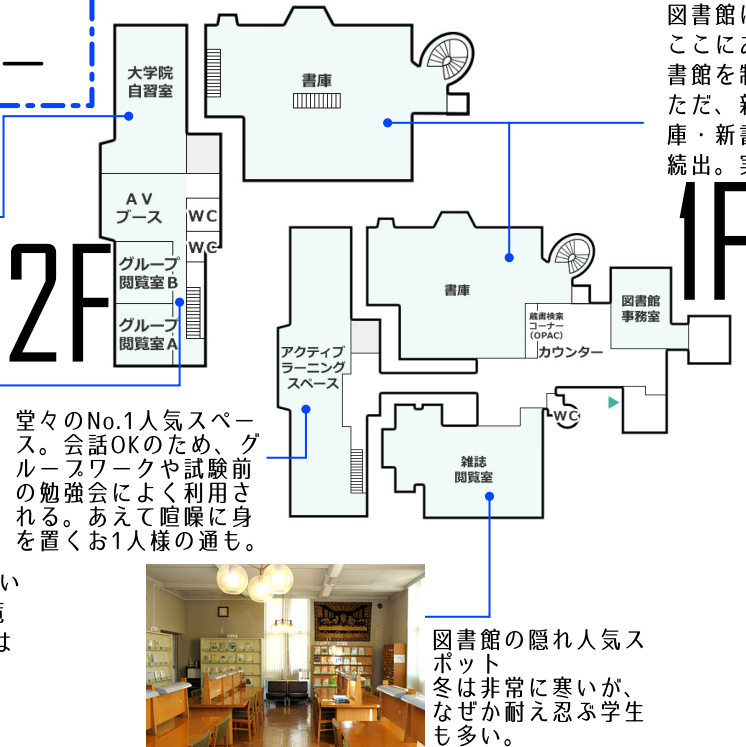 ー
図書館に
ここにあ
書館を制
ただ、新
庫・新書
続出。実
大学院
自習室
書庫
AV
ブース
WC
WC
グループ
閲覧室B
グループ
閲覧室A
2F
1F
書庫
図書館
事務室
蔵書検索
コーナー
(OPAC)
カウンター
アクティブ
ラーニング
スペース
WC
雑誌
閲覧室
堂々のNo.1人気スペー
ス。会話OKのため、グ
ループワークや試験前
の勉強会によく利用さ
れる。あえて喧噪に身
を置くお1人様の通も。
い
は
図書館の隠れ人気ス
ポット
冬は非常に寒いが、
なぜか耐え忍ぶ学生
も多い。